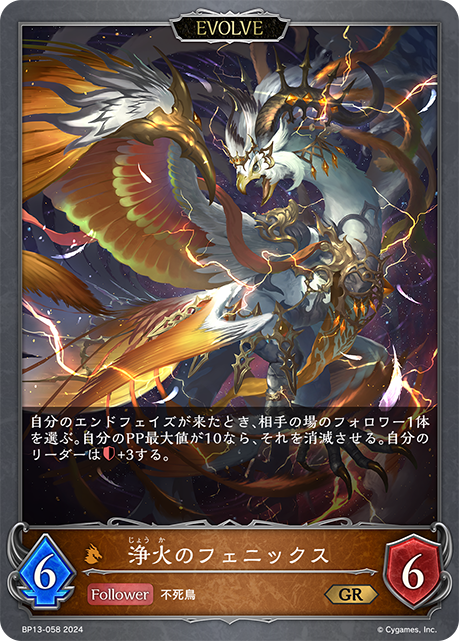 EVOLVE
自分のエンドフェイズが来たとき、相手の場のフォロワー1体
を選ぶ。自分のPP最大値が10なら、それを消滅させる。自分の
リーダーは+3する。
じょう か
浄火のフェニックス
6
Follower 不死鳥
GR
6
BP13-058 2024
© Cygames, Inc.